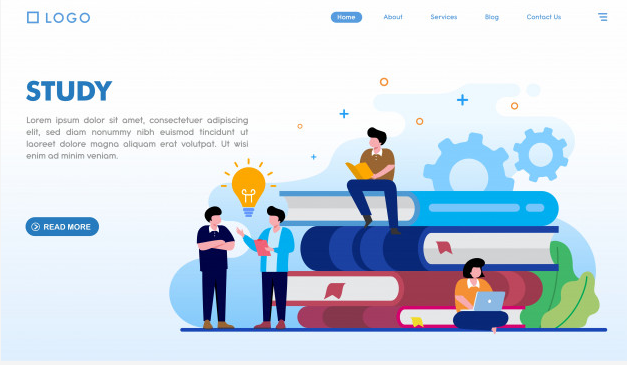 LOGO
Home
About
Services
Blog
Contact Us
STUDY
Lorem ipsum dolor sit amet, consectetuer adipiscing
elit, sed diam nonummy nibh euismod tincidunt ut
laoreet dolore magna aliquam erat volutpat. Ut wisi
enim ad minim veniam.
READ MORE